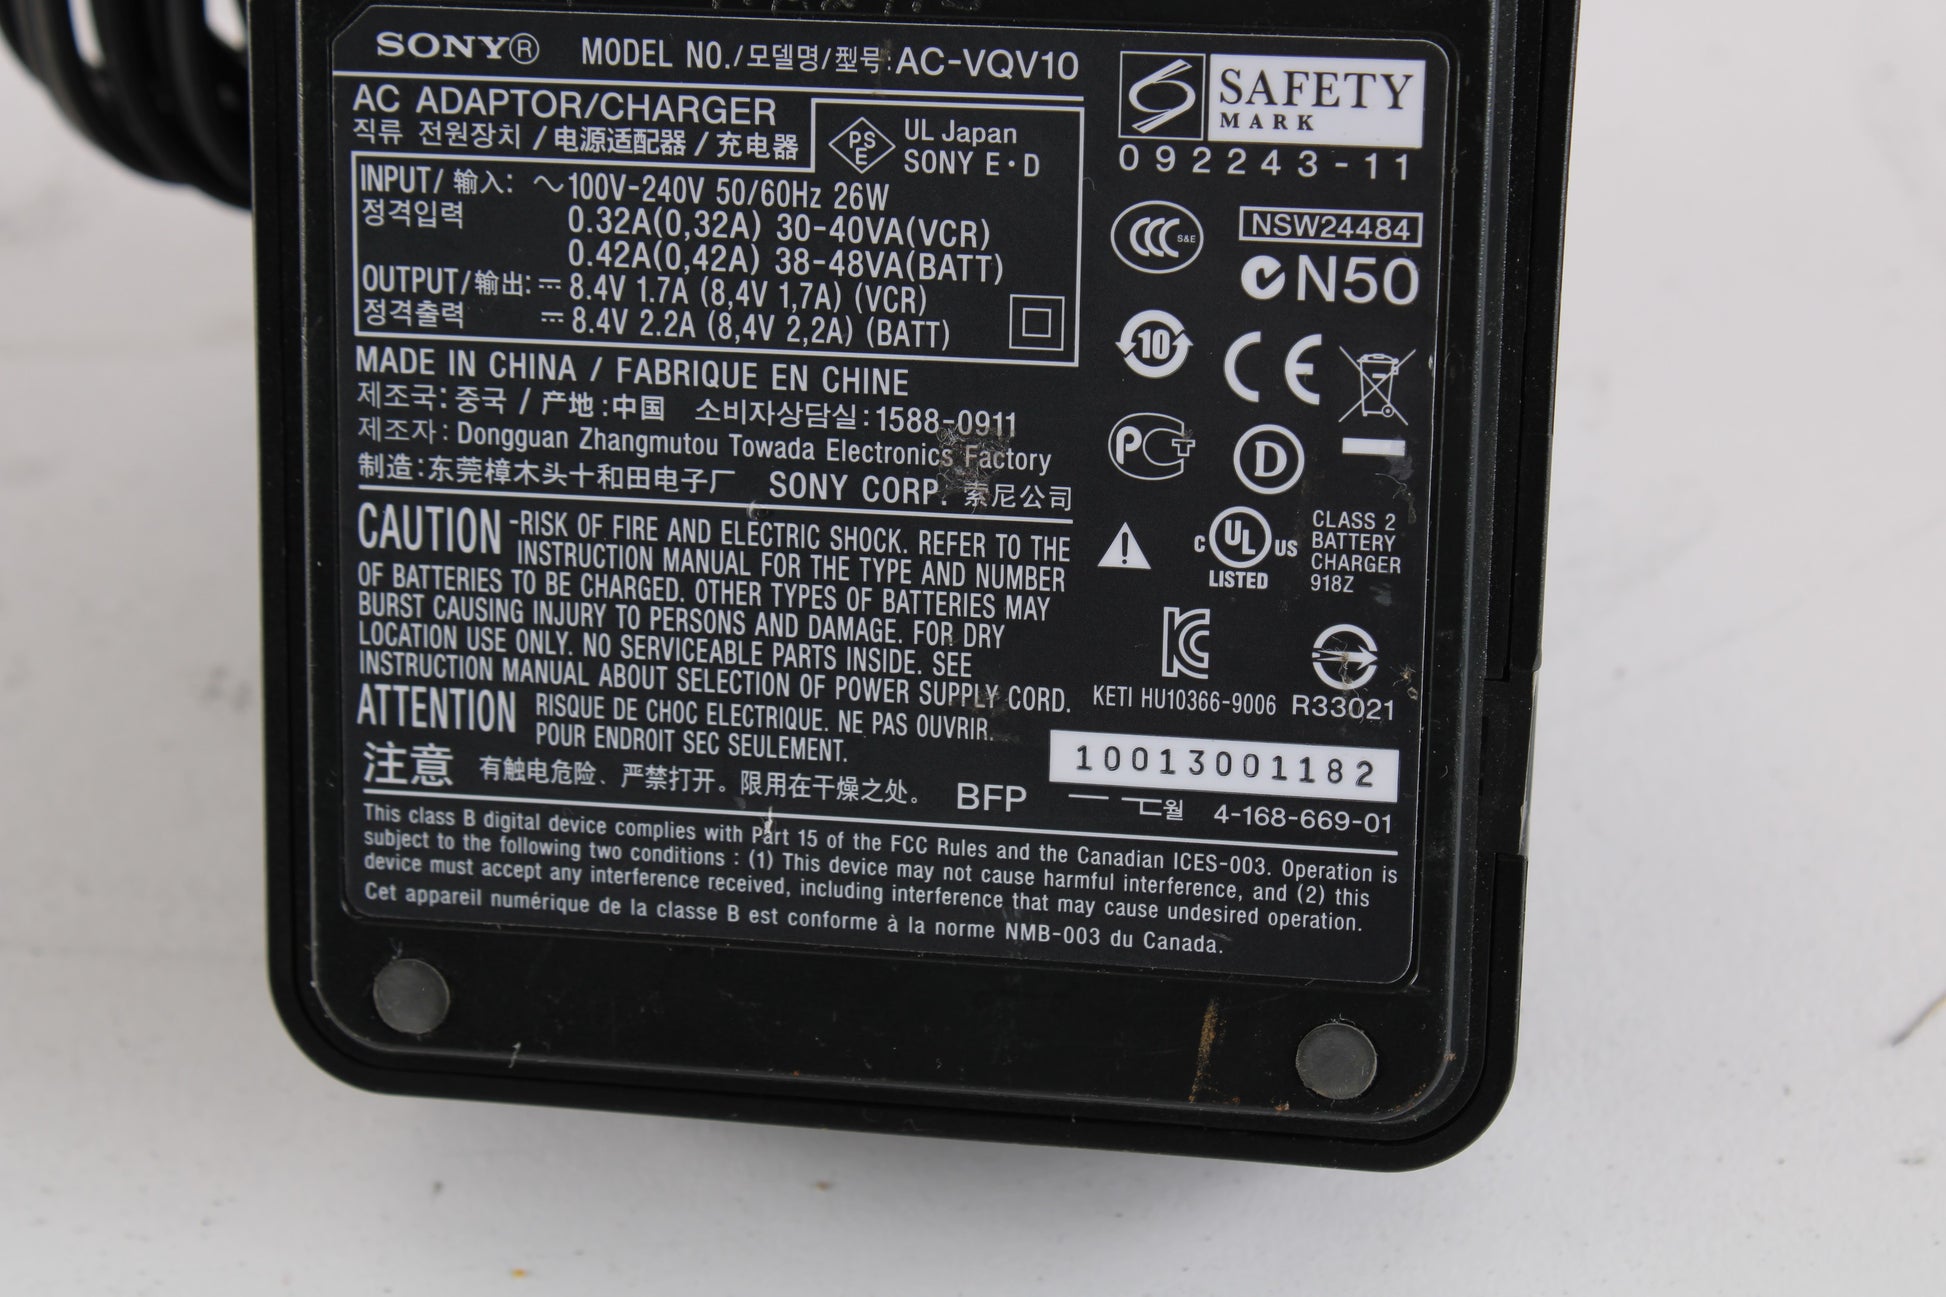 SONY® MODEL NO./모델명/型号: AC-VQV10
AC ADAPTOR/CHARGER
직류 전원장치 / 电源适配器 / 充电器
PSE
UL Japan
SONY E·D
INPUT/ 输入: ~100V-240V 50/60Hz 26W
정격입력 0.32A(0,32A) 30-40VA(VCR)
0.42A(0,42A) 38-48VA(BATT)
OUTPUT/输出: ⎓ 8.4V 1.7A (8,4V 1,7A) (VCR)
정격출력 ⎓ 8.4V 2.2A (8,4V 2,2A) (BATT)
MADE IN CHINA / FABRIQUE EN CHINE
제조국: 중국 / 产地:中国 소비자상담실:1588-0911
제조자: Dongguan Zhangmutou Towada Electronics Factory
制造:东莞樟木头十和田电子厂 SONY CORP. 索尼公司
CAUTION -RISK OF FIRE AND ELECTRIC SHOCK. REFER TO THE
INSTRUCTION MANUAL FOR THE TYPE AND NUMBER
OF BATTERIES TO BE CHARGED. OTHER TYPES OF BATTERIES MAY
BURST CAUSING INJURY TO PERSONS AND DAMAGE. FOR DRY
LOCATION USE ONLY. NO SERVICEABLE PARTS INSIDE. SEE
INSTRUCTION MANUAL ABOUT SELECTION OF POWER SUPPLY CORD.
ATTENTION RISQUE DE CHOC ELECTRIQUE. NE PAS OUVRIR.
POUR ENDROIT SEC SEULEMENT.
注意 有触电危险、严禁打开。限用在干燥之处。 BFP
SAFETY
MARK
092243-11
CCC S&E
NSW24484
N50
10
CE
PCT
D
C UL US
LISTED
CLASS 2
BATTERY
CHARGER
918Z
KC
KETI HU10366-9006 R33021
10013001182
월 4-168-669-01
This class B digital device complies with Part 15 of the FCC Rules and the Canadian ICES-003. Operation is
subject to the following two conditions : (1) This device may not cause harmful interference, and (2) this
device must accept any interference received, including interference that may cause undesired operation.
Cet appareil numérique de la classe B est conforme à la norme NMB-003 du Canada.